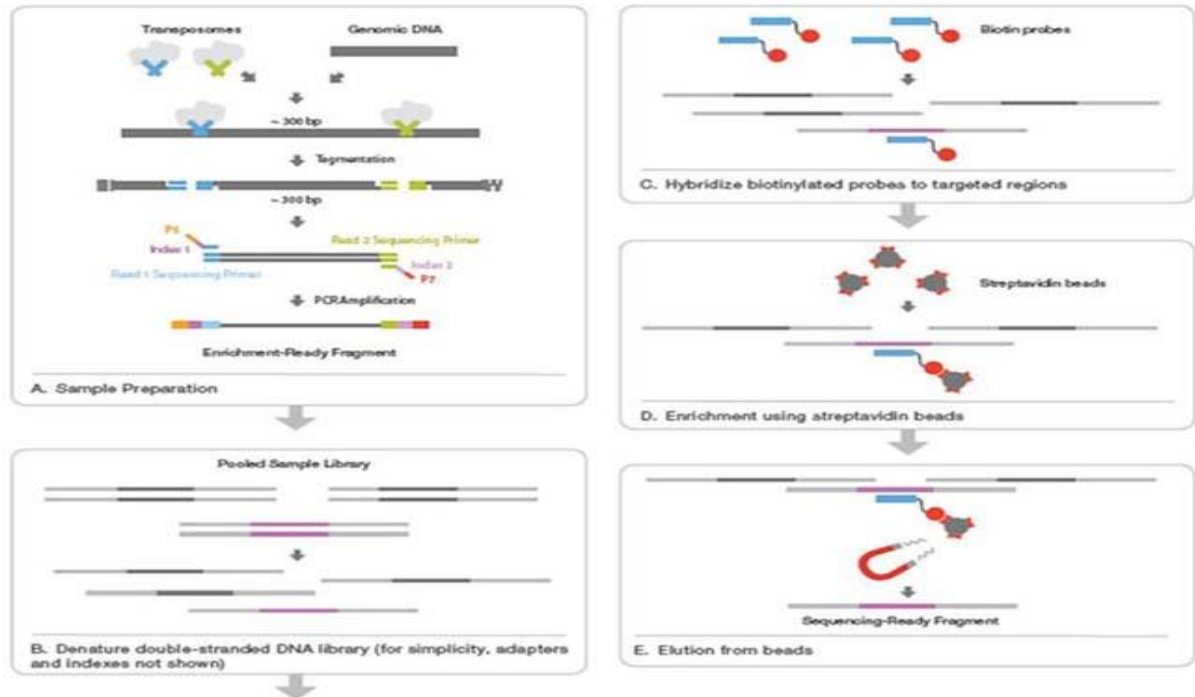 Transposomes
Genomic DNA
~ 300 bp
Tagmentation
~ 300 bp
P5
Index 1
Read 2 Sequencing Primer
Read 1 Sequencing Primer
Index 2
P7
PCR Amplification
Enrichment-Ready Fragment
A. Sample Preparation
Pooled Sample Library
B. Denature double-stranded DNA library (for simplicity, adapters
and indexes not shown)
Biotin probes
C. Hybridize biotinylated probes to targeted regions
Streptavidin beads
D. Enrichment using streptavidin beads
Sequencing-Ready Fragment
E. Elution from beads